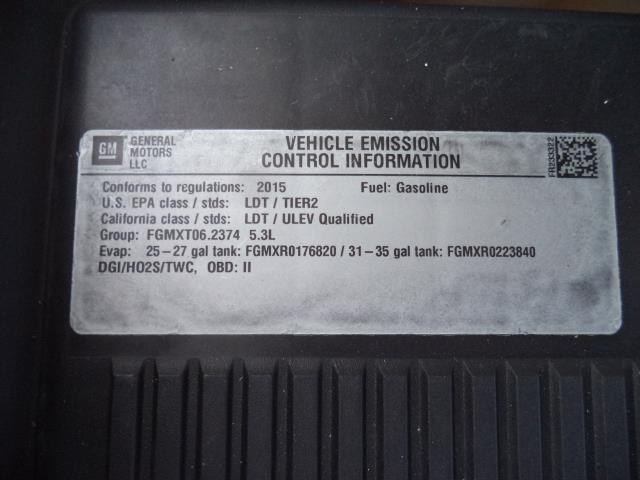 GM
GENERAL
MOTORS
LLC
VEHICLE EMISSION
CONTROL INFORMATION
FR233322
Conforms to regulations: 2015 Fuel: Gasoline
U.S. EPA class / stds: LDT / TIER2
California class / stds: LDT / ULEV Qualified
Group: FGMXT06.2374 5.3L
Evap: 25–27 gal tank: FGMXR0176820 / 31–35 gal tank: FGMXR0223840
DGI/HO2S/TWC, OBD: II